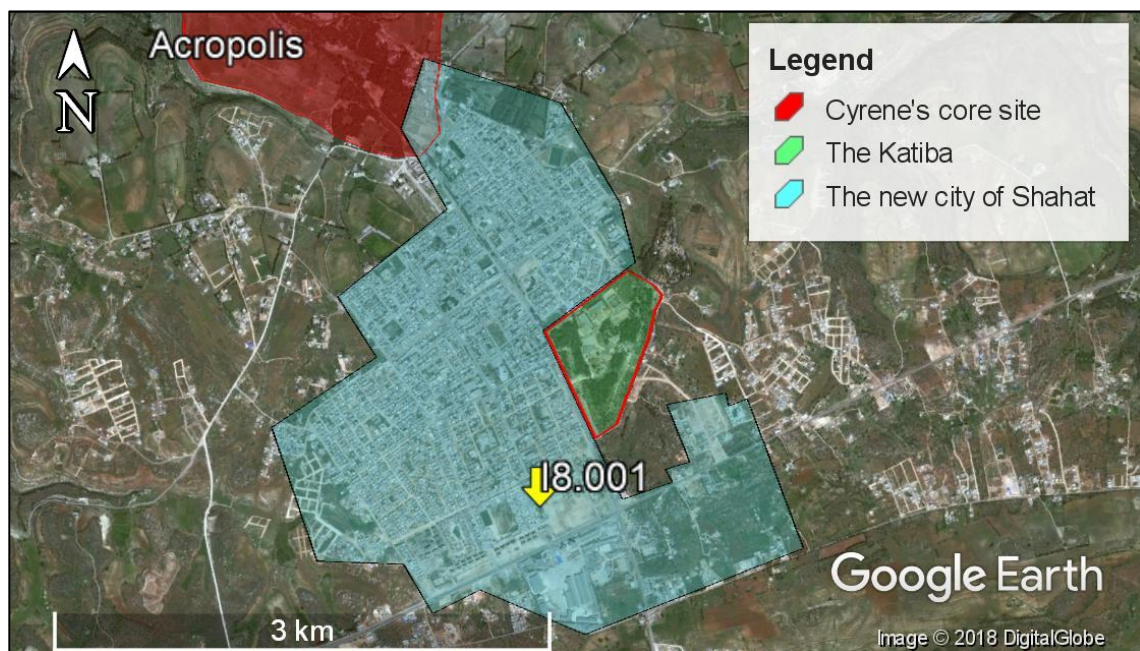 Acropolis
N
Legend
Cyrene's core site
The Katiba
The new city of Shahat
I8.001
3 km
Google Earth
Image © 2018 DigitalGlobe